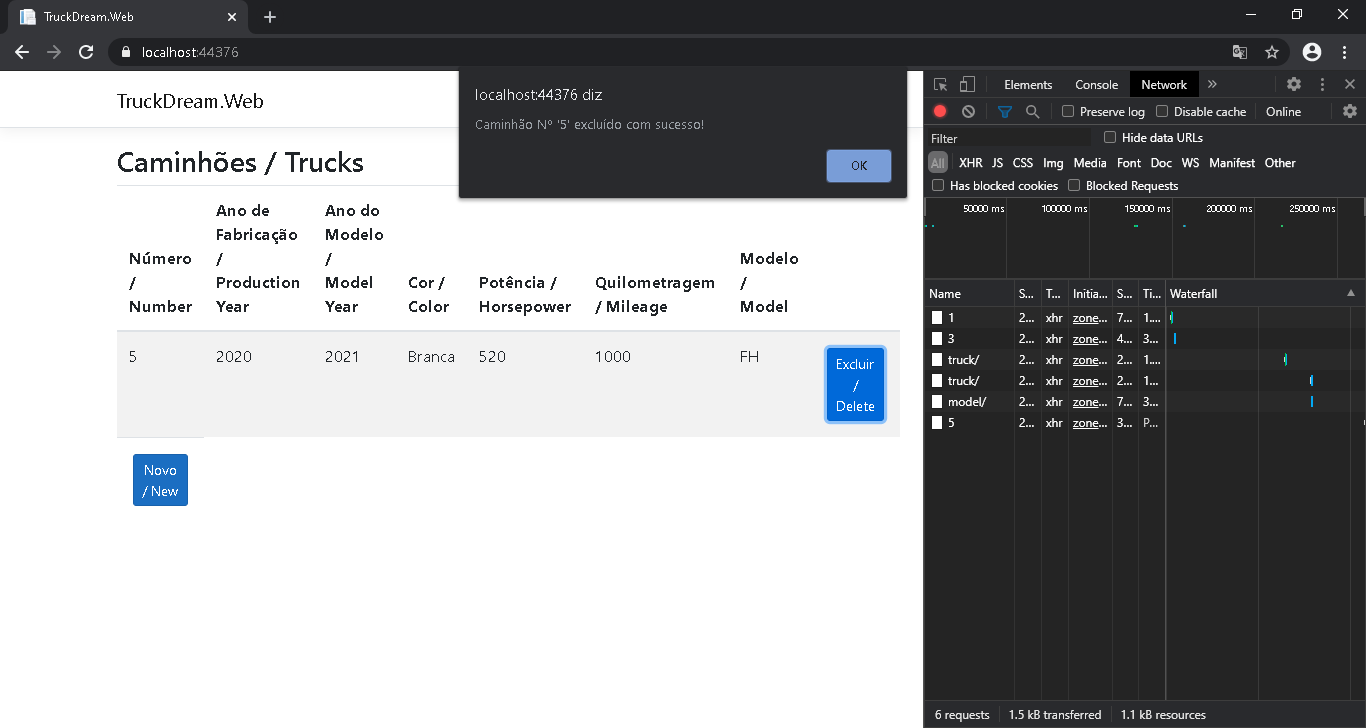 TruckDream.Web
localhost:44376
TruckDream.Web
localhost:44376 diz
Caminhão Nº '5' excluído com sucesso!
OK
Caminhões / Trucks
Número / Number
Ano de Fabricação / Production Year
Ano do Modelo / Model Year
Cor / Color
Potência / Horsepower
Quilometragem / Mileage
Modelo / Model
5 2020 2021 Branca 520 1000 FH
Excluir / Delete
Novo / New
Elements Console Network
Preserve log Disable cache Online
Filter Hide data URLs
All XHR JS CSS Img Media Font Doc WS Manifest Other
Has blocked cookies Blocked Requests
50000 ms 100000 ms 150000 ms 200000 ms 250000 ms
Name S... T... Initia... S... Ti... Waterfall
1 2... xhr zone... 7... 1....
3 2... xhr zone... 4... 3...
truck/ 2... xhr zone... 2... 1....
truck/ 2... xhr zone... 2... 1...
model/ 2... xhr zone... 7... 3...
5 2... xhr zone... 3... P...
6 requests 1.5 kB transferred 1.1 kB resources